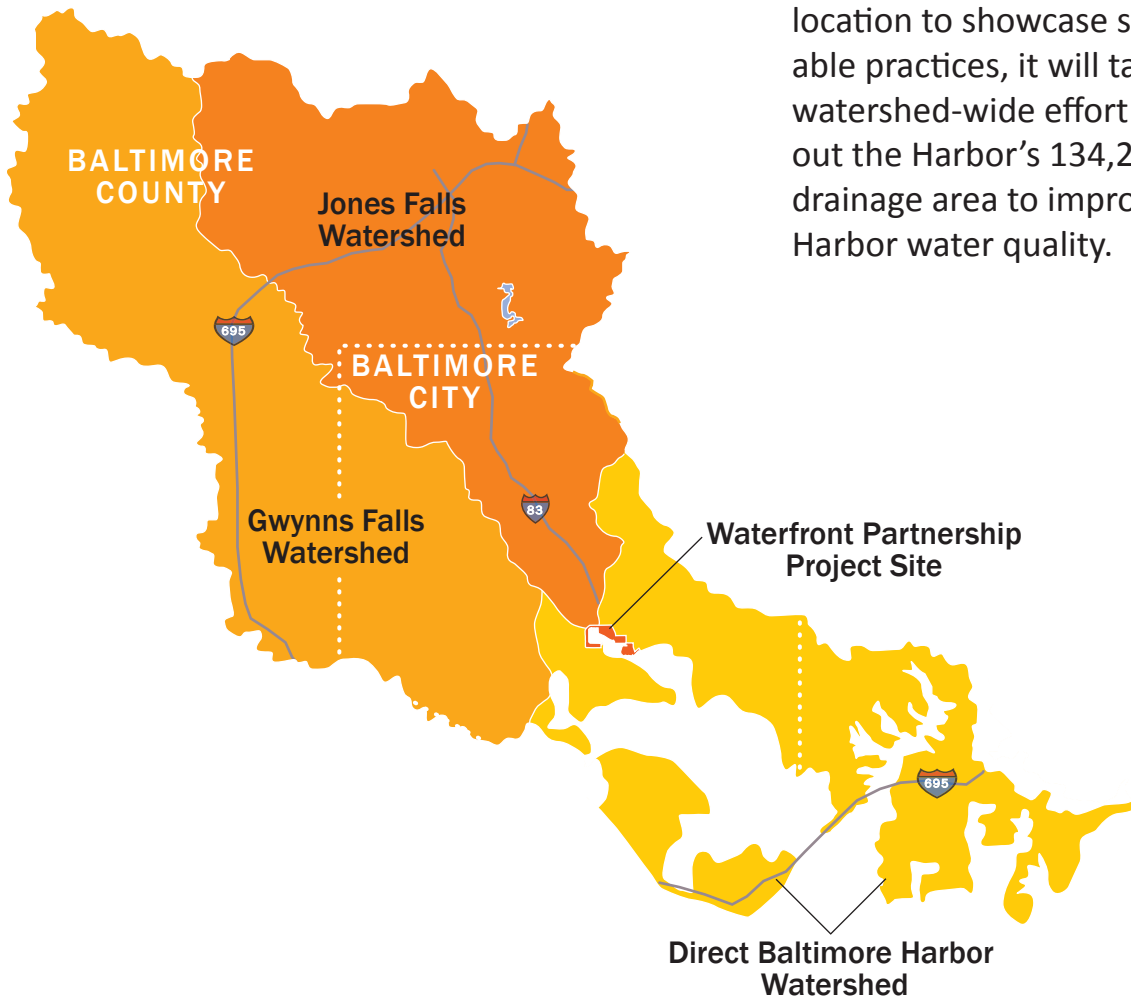 location to showcase s
able practices, it will ta
watershed-wide effort
out the Harbor's 134,2
drainage area to impro
Harbor water quality.
BALTIMORE
COUNTY
Jones Falls
Watershed
695
BALTIMORE
CITY
83
Gwynns Falls
Watershed
Waterfront Partnership
Project Site
695
Direct Baltimore Harbor
Watershed